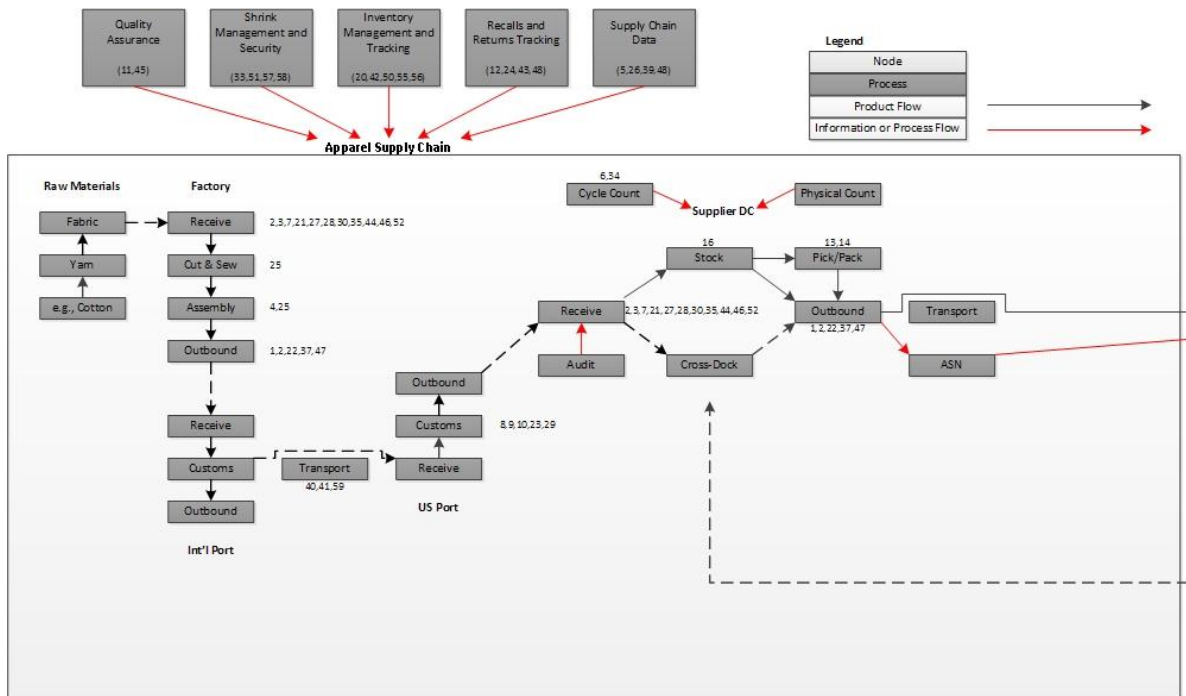 Quality
Assurance
(11,45)
Shrink
Management and
Security
(33,51,57,58)
Inventory
Management and
Tracking
(20,42,50,55,56)
Recalls and
Returns Tracking
(12,24,43,48)
Supply Chain
Data
(5,26,39,48)
Legend
Node
Process
Product Flow
Information or Process Flow
Apparel Supply Chain
Raw Materials
Fabric
Yarn
e.g., Cotton
Factory
Receive
2,3,7,21,27,28,30,35,44,46,52
Cut & Sew
25
Assembly
4,25
Outbound
1,2,22,37,47
Receive
Customs
Outbound
Int'l Port
Transport
40,41,59
Outbound
Customs
8,9,10,23,29
Receive
US Port
6,34
Cycle Count
Physical Count
Supplier DC
16
Stock
13,14
Pick/Pack
Receive
2,3,7,21,27,28,30,35,44,46,52
Outbound
1,2,22,37,47
Transport
Audit
Cross-Dock
ASN